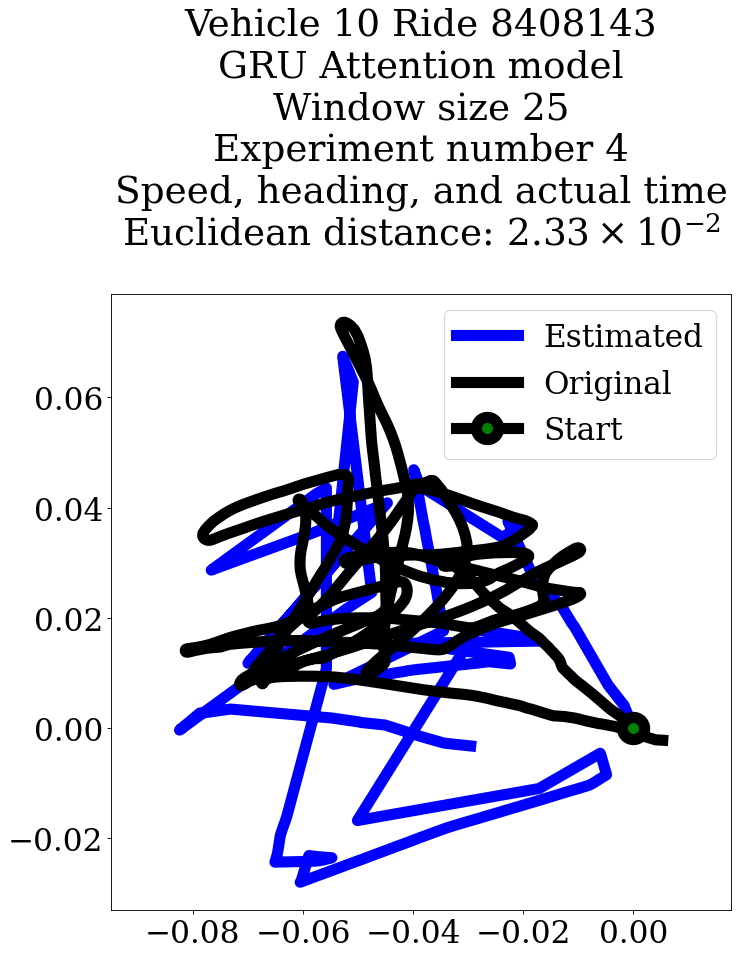 Vehicle 10 Ride 8408143
GRU Attention model
Window size 25
Experiment number 4
Speed, heading, and actual time
Euclidean distance: 2.33 × 10⁻²
Estimated
Original
Start
0.06
0.04
0.02
0.00
−0.02
−0.08 −0.06 −0.04 −0.02 0.00